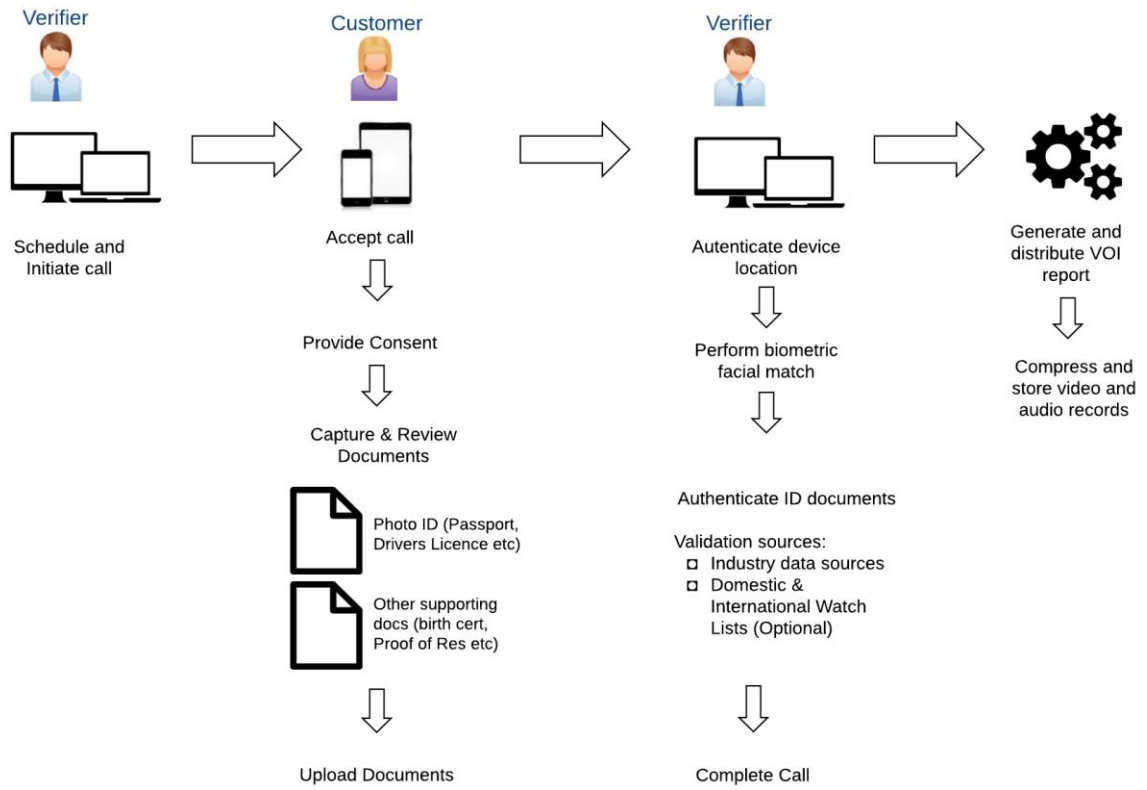 Verifier
Schedule and
Initiate call
Customer
Accept call
Provide Consent
Capture & Review
Documents
Photo ID (Passport,
Drivers Licence etc)
Other supporting
docs (birth cert,
Proof of Res etc)
Upload Documents
Verifier
Autenticate device
location
Perform biometric
facial match
Authenticate ID documents
Validation sources:
Industry data sources
Domestic &
International Watch
Lists (Optional)
Complete Call
Generate and
distribute VOI
report
Compress and
store video and
audio records